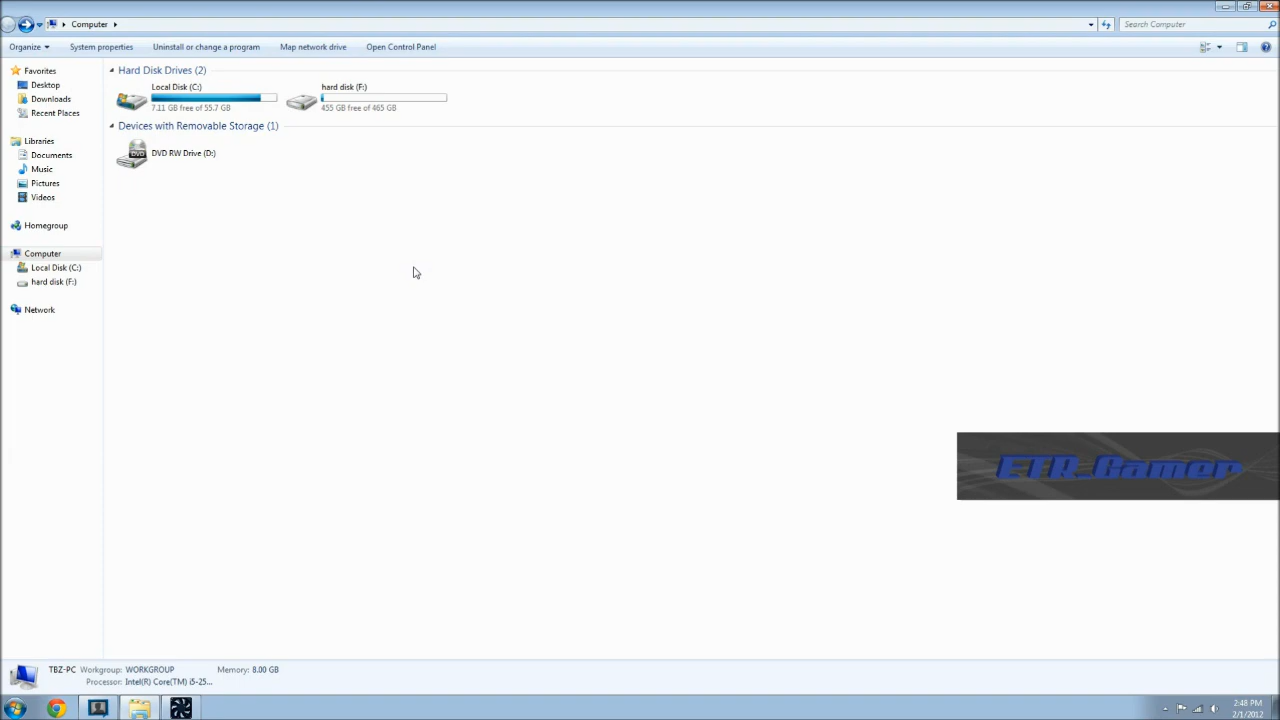 Computer
Search Computer
Organize
System properties
Uninstall or change a program
Map network drive
Open Control Panel
Favorites
Desktop
Downloads
Recent Places
Libraries
Documents
Music
Pictures
Videos
Homegroup
Computer
Local Disk (C:)
hard disk (F:)
Network
Hard Disk Drives (2)
Local Disk (C:)
7.11 GB free of 55.7 GB
hard disk (F:)
455 GB free of 465 GB
Devices with Removable Storage (1)
DVD
DVD RW Drive (D:)
ETR_Gamer
TBZ-PC Workgroup: WORKGROUP Memory: 8.00 GB
Processor: Intel(R) Core(TM) i5-25...
2:48 PM
2/1/2012